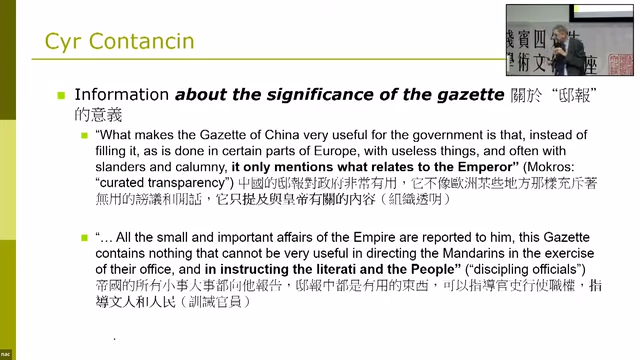 Cyr Contancin
Information about the significance of the gazette 關於“邸報”
的意義
“What makes the Gazette of China very useful for the government is that, instead of
filling it, as is done in certain parts of Europe, with useless things, and often with
slanders and calumny, it only mentions what relates to the Emperor” (Mokros:
“curated transparency”) 中國的邸報對政府非常有用，它不像歐洲某些地方那樣充斥著
無用的謗議和閒話，它只提及與皇帝有關的內容（組織透明）
“… All the small and important affairs of the Empire are reported to him, this Gazette
contains nothing that cannot be very useful in directing the Mandarins in the exercise
of their office, and in instructing the literati and the People” (“discipling officials”)
帝國的所有小事大事都向他報告，邸報中都是有用的東西，可以指導官吏行使職權，指
導文人和人民（訓誡官員）
賓四
學術文 座
nac